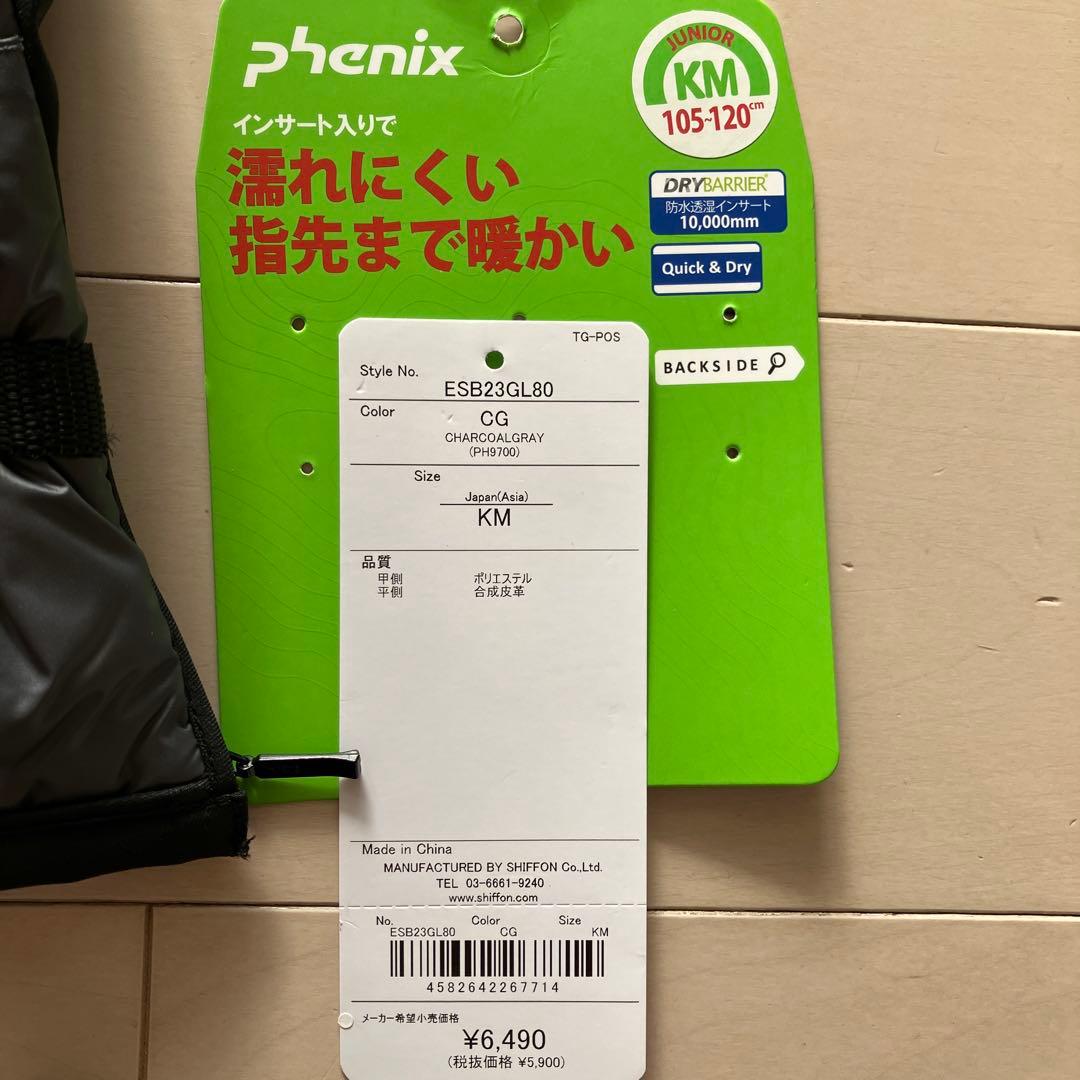 phenix
インサート入りで
濡れにくい
指先まで暖かい
JUNIOR
KM
105~120cm
DRYBARRIER®
防水透湿インサート
10,000mm
Quick & Dry
BACKSIDE
TG-POS
Style No.
ESB23GL80
Color
CG
CHARCOALGRAY
(PH9700)
Size
Japan(Asia)
KM
品質
甲側 ポリエステル
平側 合成皮革
Made in China
MANUFACTURED BY SHIFFON Co.,Ltd.
TEL 03-6661-9240
www.shiffon.com
No. Color Size
ESB23GL80 CG KM
4582642267714
メーカー希望小売価格
¥6,490
(税抜価格 ¥5,900)